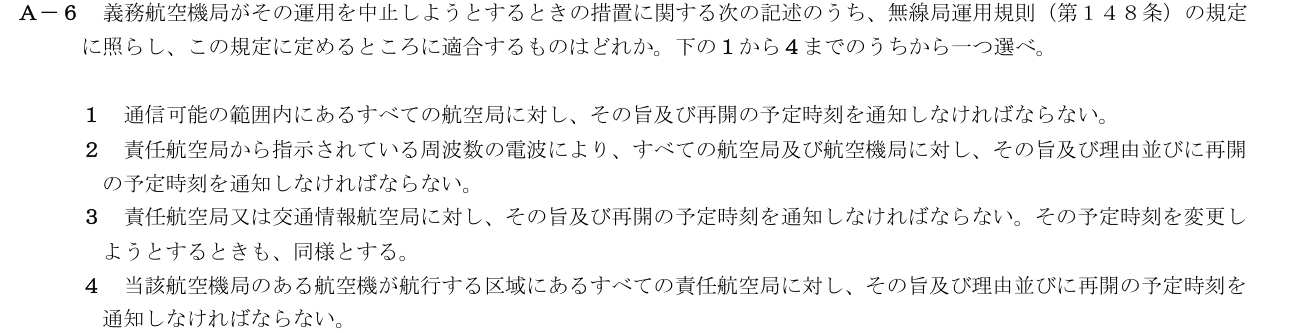 Ａ－６　義務航空機局がその運用を中止しようとするときの措置に関する次の記述のうち、無線局運用規則（第１４８条）の規定
に照らし、この規定に定めるところに適合するものはどれか。下の１から４までのうちから一つ選べ。
１　通信可能の範囲内にあるすべての航空局に対し、その旨及び再開の予定時刻を通知しなければならない。
２　責任航空局から指示されている周波数の電波により、すべての航空局及び航空機局に対し、その旨及び理由並びに再開
の予定時刻を通知しなければならない。
３　責任航空局又は交通情報航空局に対し、その旨及び再開の予定時刻を通知しなければならない。その予定時刻を変更し
ようとするときも、同様とする。
４　当該航空機局のある航空機が航行する区域にあるすべての責任航空局に対し、その旨及び理由並びに再開の予定時刻を
通知しなければならない。